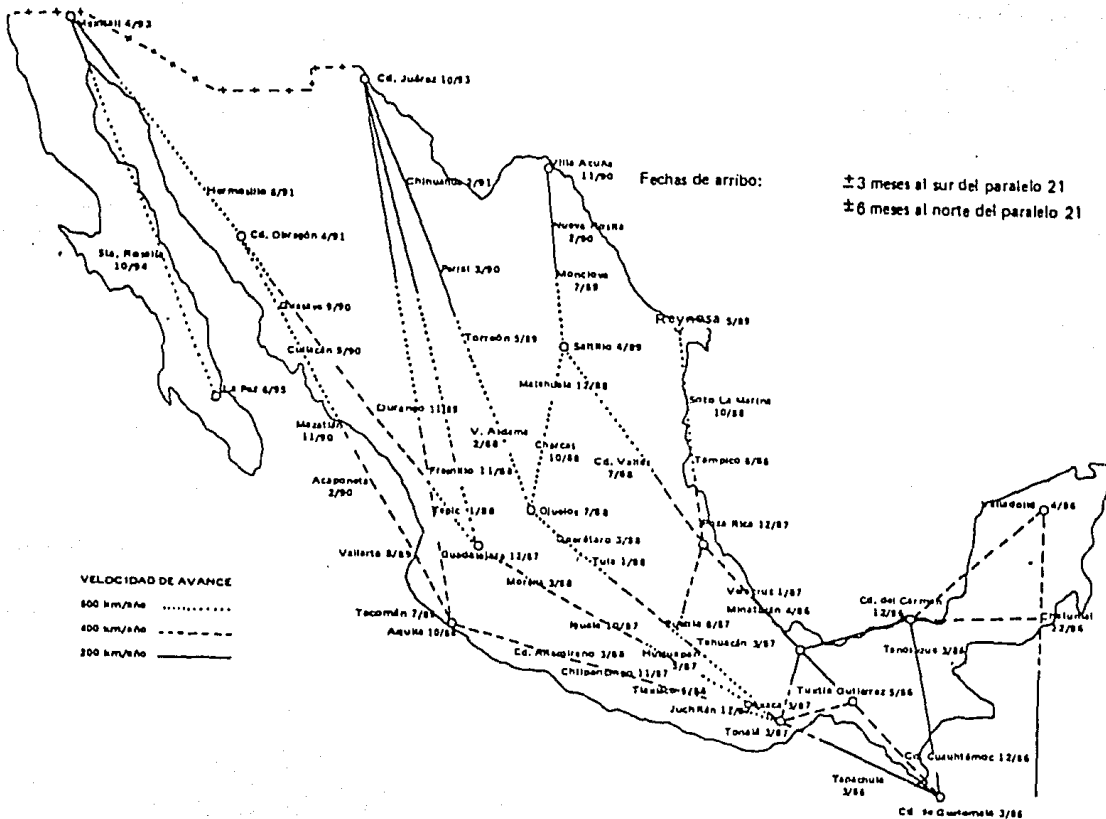 Mexicali 4/93
Cd. Juárez 10/93
Villa Acuña
11/90
Fechas de arribo:
±3 meses al sur del paralelo 21
±6 meses al norte del paralelo 21
Chihuahua 2/91
Hermosillo 6/91
Nueva Rosita
2/90
Cd. Obregón 4/91
Sta. Rosalía
10/94
Parral 3/90
Monclova
7/89
Navajoa 9/90
Reynosa 5/89
Culiacán 5/90
Torreón 5/89
Saltillo 4/89
La Paz 6/95
Matehuala 12/88
Soto La Marina
10/88
Durango 11/89
Mazatlán
11/90
V. Aldama
2/88
Charcas
10/88
Cd. Valles
7/88
Tampico 6/88
Acaponeta
2/90
Fresnillo 11/88
Valladolid 4/86
Tepic 1/88
Ojuelos 7/88
Poza Rica 12/87
Querétaro 3/88
Vallarta 8/89
Guadalajara 12/87
Tula 1/88
Morelia 3/88
VELOCIDAD DE AVANCE
600 km/año
400 km/año
200 km/año
Veracruz 1/87
Minatitlán 4/86
Cd. del Carmen
12/86
Chetumal
12/86
Tecomán 7/89
Aquila 10/88
Iguala 10/87
Puebla 6/87
Tehuacán 3/87
Tenosique 3/86
Cd. Altamirano 3/88
Huajuapan
3/87
Chilpancingo 11/87
Tlaxiaco
Oaxaca 3/87
Tuxtla Gutierrez 5/86
Juchitán
Tonalá 3/87
Cd. Cuauhtémoc 12/86
Tapachula
3/86
Cd. de Guatemala 3/86